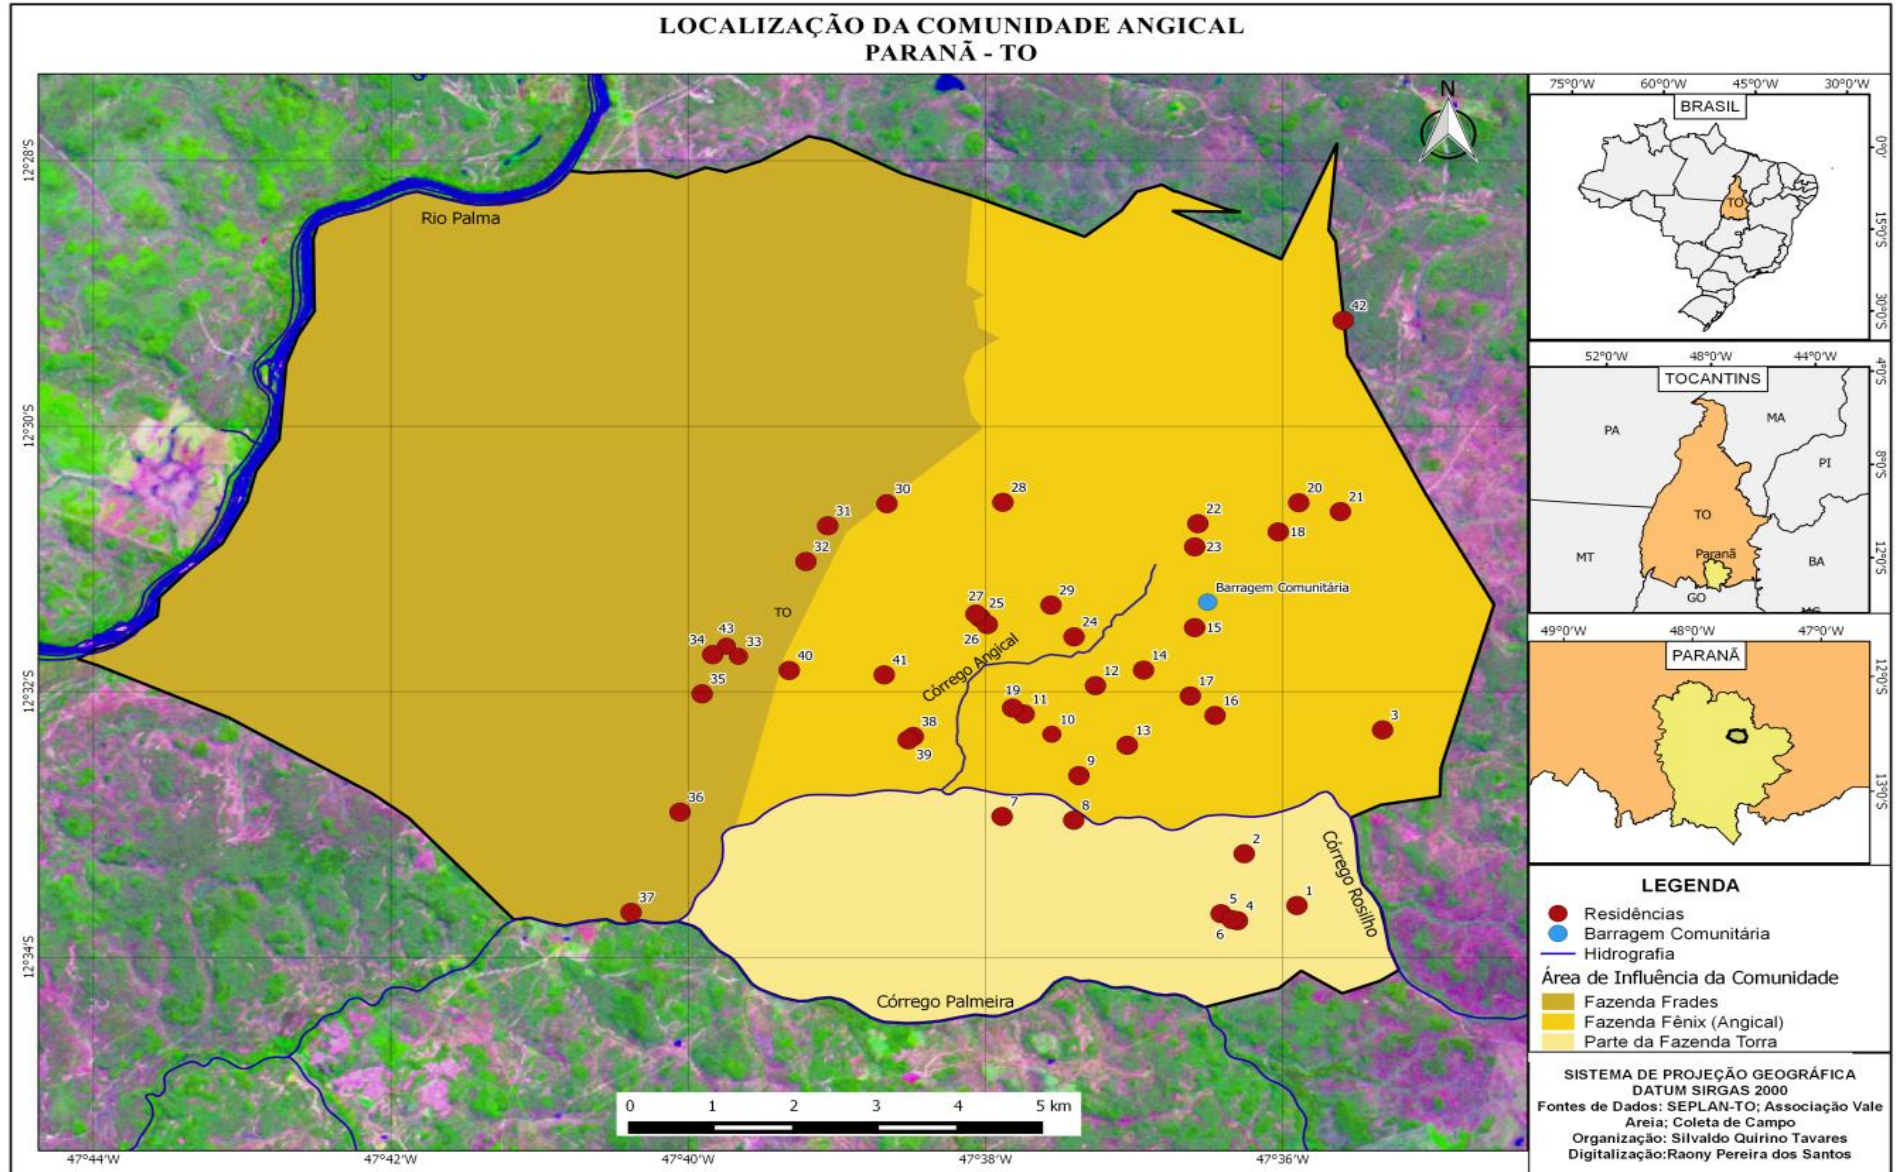 LOCALIZAÇÃO DA COMUNIDADE ANGICAL
PARANÃ - TO
12°28'S
12°30'S
12°32'S
12°34'S
47°44'W
47°42'W
47°40'W
47°38'W
47°36'W
N
Rio Palma
42
30
28
20
21
31
22
18
32
23
Barragem Comunitária
27
25
29
TO
26
24
15
43
34
33
Córrego Angical
40
41
14
12
35
17
19
11
16
3
38
10
13
39
9
36
7
8
2
Córrego Rosilho
37
5
4
1
6
Córrego Palmeira
0 1 2 3 4 5 km
75°0'W 60°0'W 45°0'W 30°0'W
BRASIL
0°0'
15°0'S
30°0'S
TO
52°0'W 48°0'W 44°0'W
TOCANTINS
4°0'S
8°0'S
12°0'S
PA
MA
PI
TO
MT
Paranã
BA
GO
MG
49°0'W 48°0'W 47°0'W
PARANÃ
12°0'S
13°0'S
LEGENDA
Residências
Barragem Comunitária
Hidrografia
Área de Influência da Comunidade
Fazenda Frades
Fazenda Fênix (Angical)
Parte da Fazenda Torra
SISTEMA DE PROJEÇÃO GEOGRÁFICA
DATUM SIRGAS 2000
Fontes de Dados: SEPLAN-TO; Associação Vale
Areia; Coleta de Campo
Organização: Silvaldo Quirino Tavares
Digitalização:Raony Pereira dos Santos